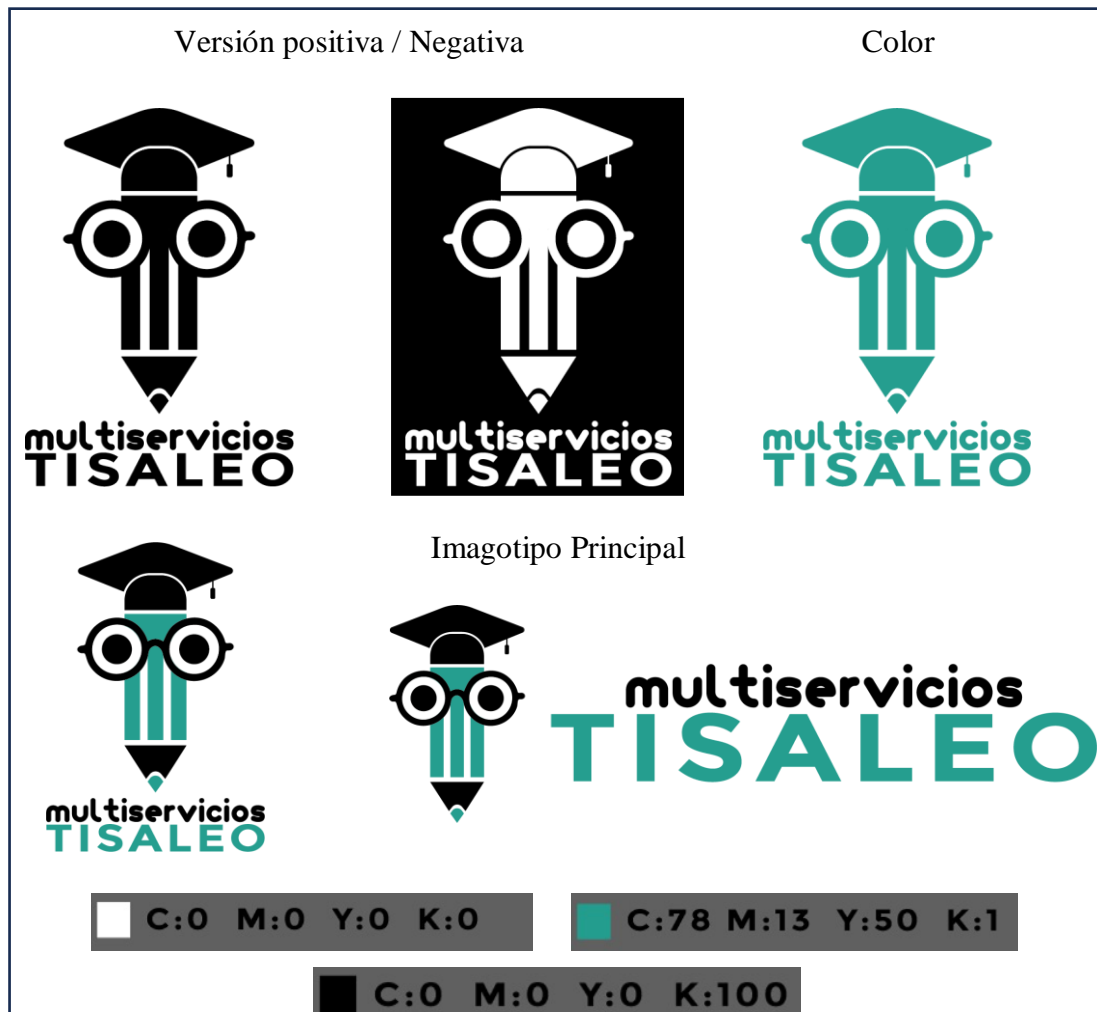 Versión positiva / Negativa
Color
multiservicios
TISALEO
multiservicios
TISALEO
multiservicios
TISALEO
Imagotipo Principal
multiservicios
TISALEO
multiservicios
TISALEO
C:0 M:0 Y:0 K:0
C:78 M:13 Y:50 K:1
C:0 M:0 Y:0 K:100